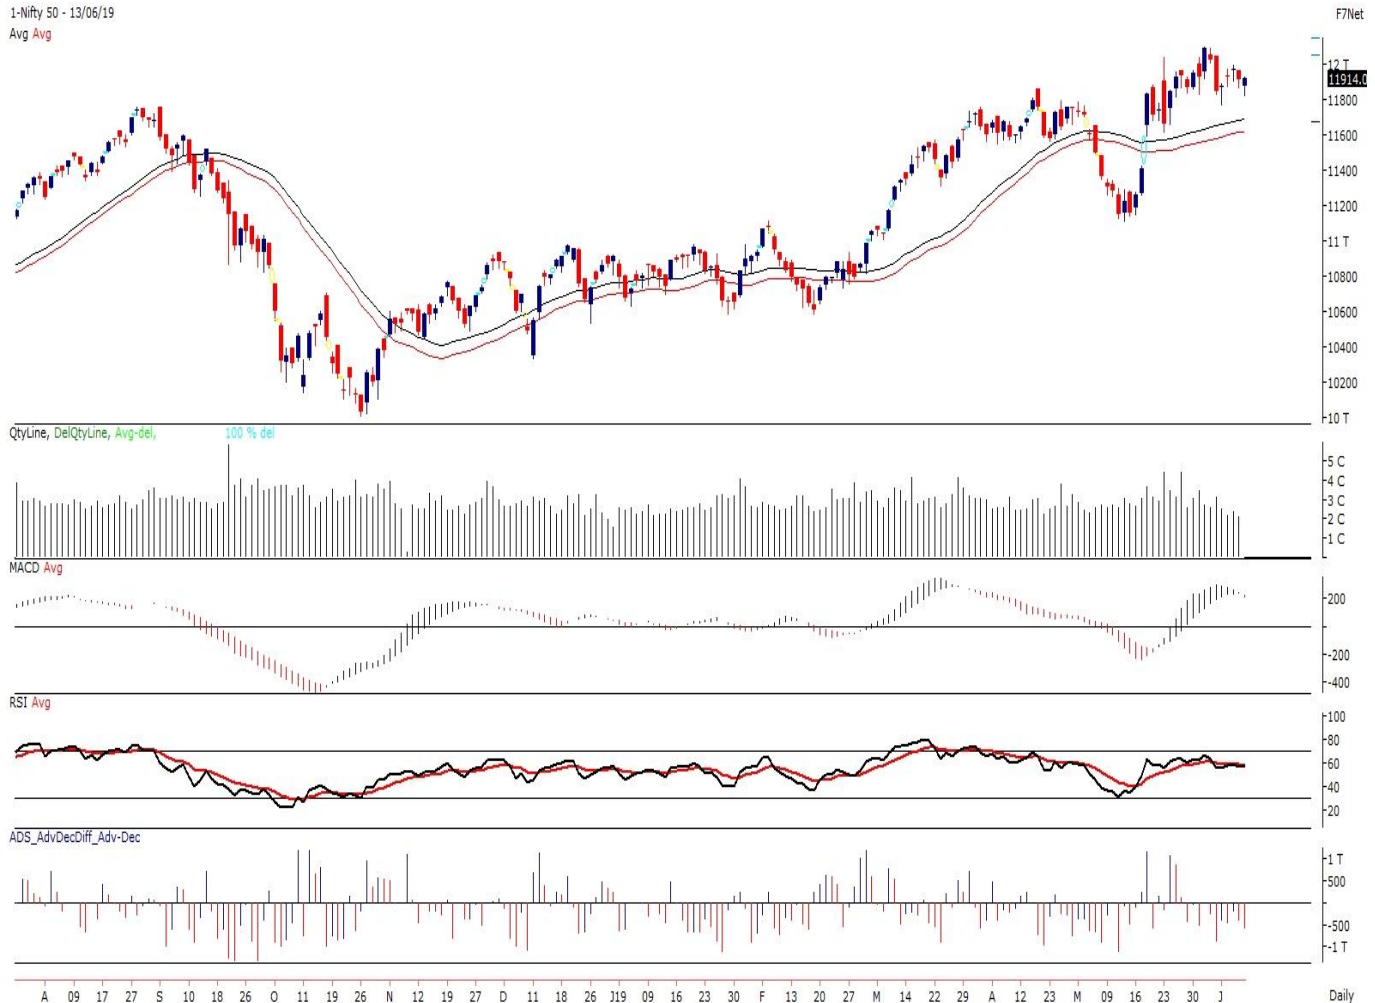 1-Nifty 50 - 13/06/19
F7Net
Avg Avg
12 T
11914.0
11800
11600
11400
11200
11 T
10800
10600
10400
10200
10 T
QtyLine, DelQtyLine, Avg-del, 100 % del
5 C
4 C
3 C
2 C
1 C
MACD Avg
200
-200
-400
RSI Avg
100
80
60
40
20
ADS_AdvDecDiff_Adv-Dec
1 T
500
-500
-1 T
A 09 17 27 S 10 18 26 O 11 19 26 N 12 19 27 D 11 18 26 J19 09 16 23 30 F 13 20 27 M 14 22 29 A 12 23 M 09 16 23 30 J Daily